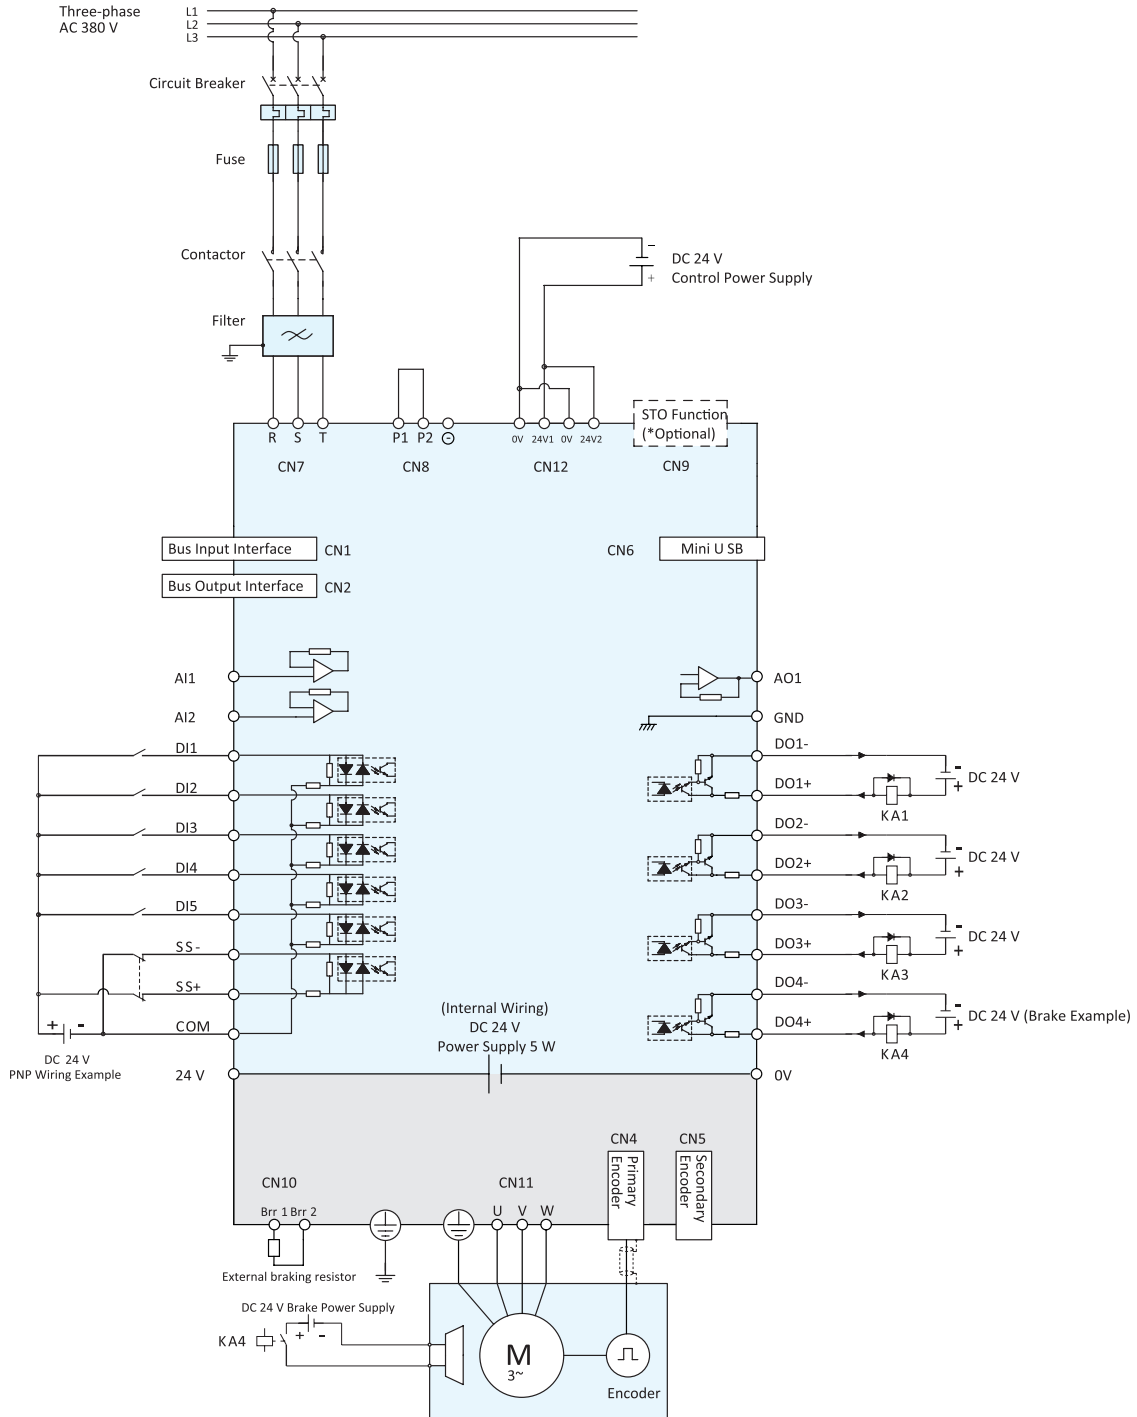 Three-phase
AC 380 V
L1
L2
L3
Circuit Breaker
Fuse
Contactor
Filter
−
DC 24 V
+
Control Power Supply
R
S
T
P1
P2
⊖
0V
24V1
0V
24V2
STO Function
(*Optional)
CN7
CN8
CN12
CN9
Bus Input Interface
CN1
CN6
Mini U SB
Bus Output Interface
CN2
AI1
AO1
AI2
GND
DI1
DO1-
-
DC 24 V
DI2
DO1+
+
KA1
DI3
DO2-
-
DC 24 V
DI4
DO2+
+
KA2
DI5
DO3-
-
DC 24 V
SS-
DO3+
+
KA3
SS+
DO4-
-
DC 24 V (Brake Example)
COM
DO4+
+
KA4
+
-
DC 24 V
PNP Wiring Example
(Internal Wiring)
DC 24 V
Power Supply 5 W
24 V
0V
CN4
CN5
Primary
Encoder
Secondary
Encoder
CN10
CN11
Brr 1
Brr 2
U
V
W
External braking resistor
DC 24 V Brake Power Supply
KA4
+
-
M
3~
Encoder